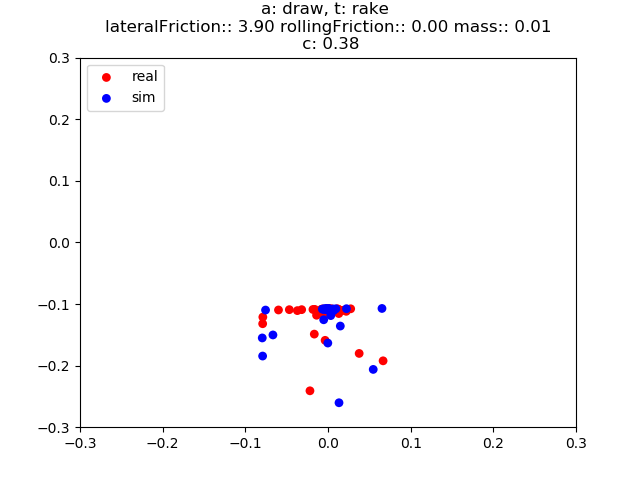 a: draw, t: rake
lateralFriction:: 3.90 rollingFriction:: 0.00 mass:: 0.01
c: 0.38
real
sim
0.3
0.2
0.1
0.0
−0.1
−0.2
−0.3
−0.3 −0.2 −0.1 0.0 0.1 0.2 0.3